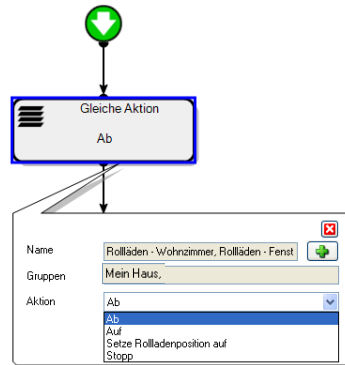 Gleiche Aktion
Ab
Name
Rollläden - Wohnzimmer, Rollläden - Fenst
Gruppen
Mein Haus,
Aktion
Ab
Ab
Auf
Setze Rollladenposition auf
Stopp